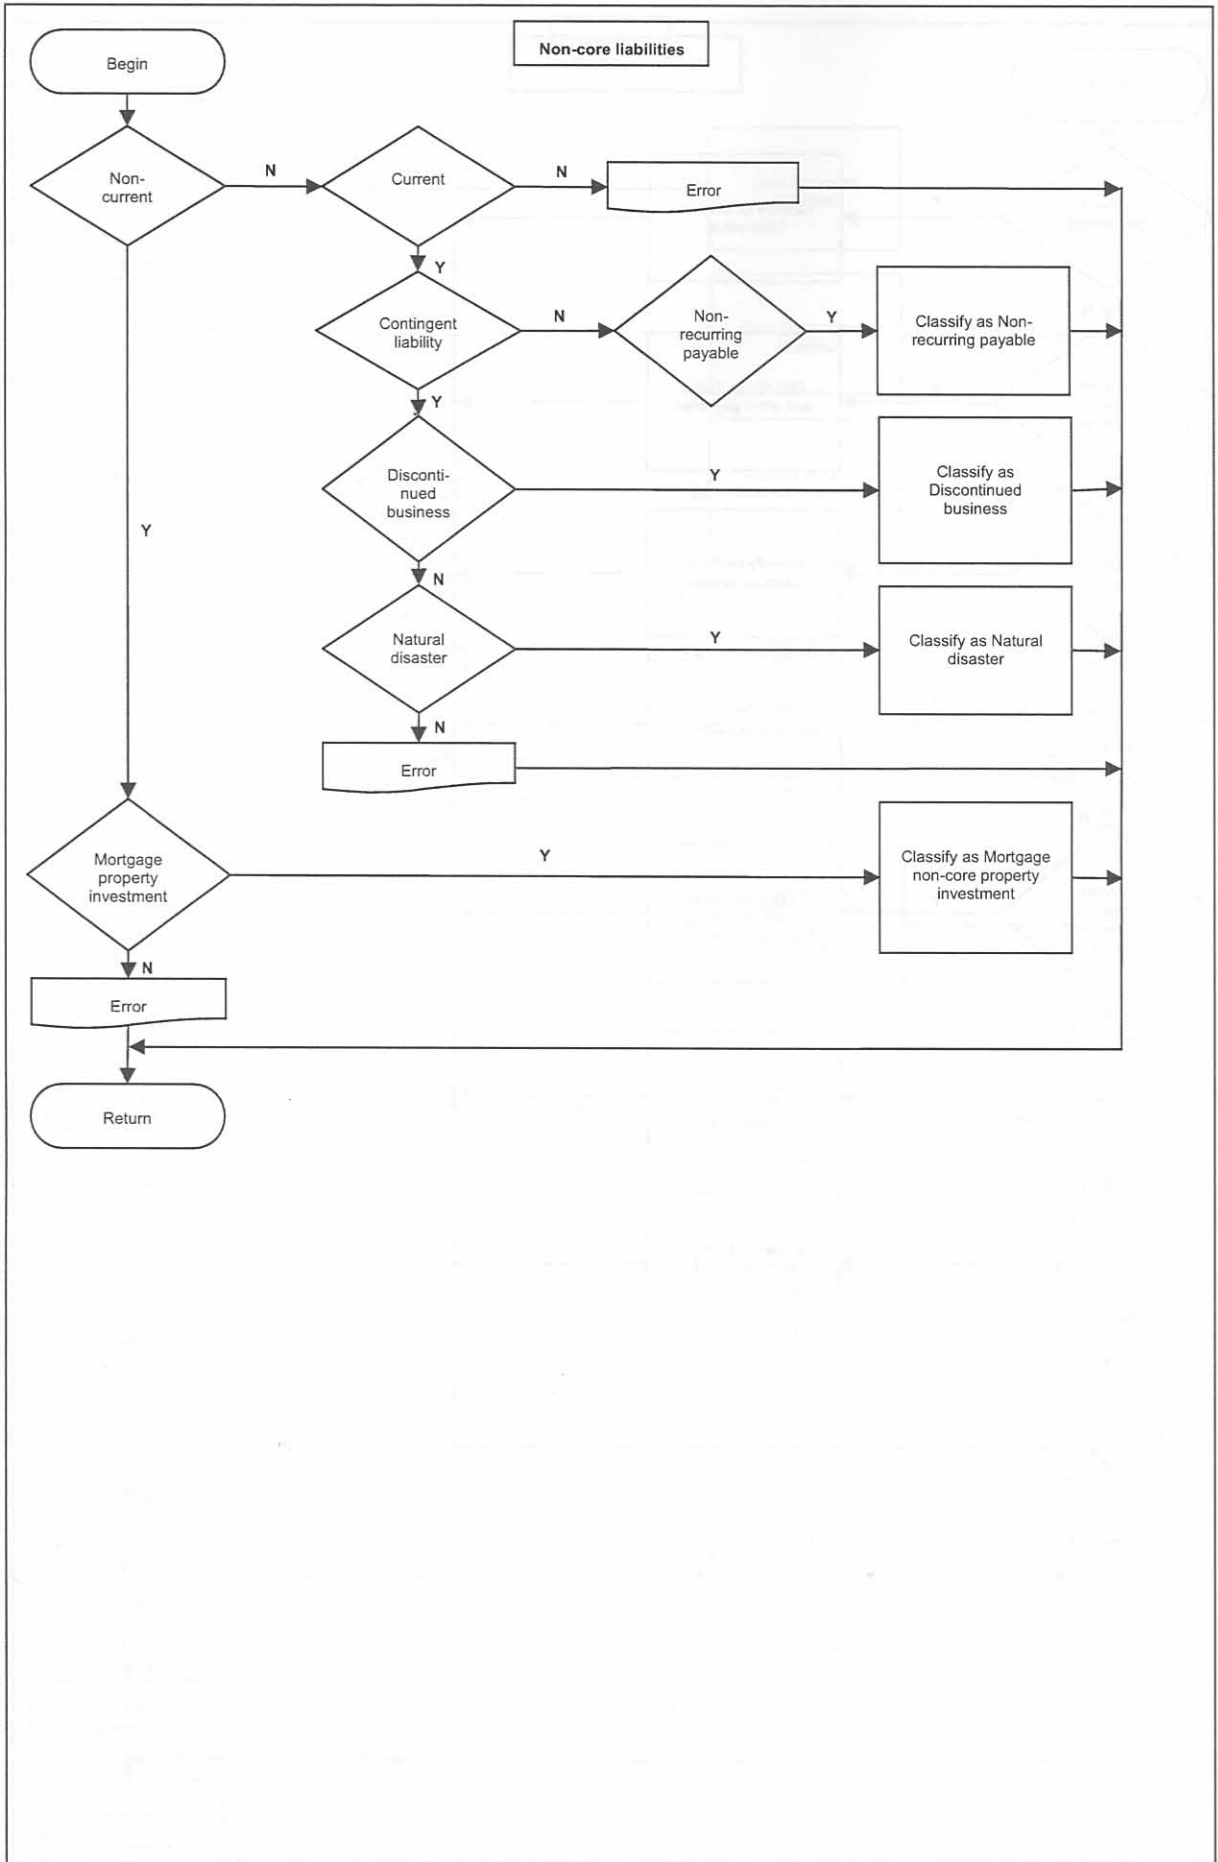 Non-core liabilities
Begin
Non-
current
N
Current
N
Error
Y
Contingent
liability
N
Non-
recurring
payable
Y
Classify as Non-
recurring payable
Y
Disconti-
nued
business
Y
Classify as
Discontinued
business
Y
N
Natural
disaster
Y
Classify as Natural
disaster
N
Error
Mortgage
property
investment
Y
Classify as Mortgage
non-core property
investment
N
Error
Return